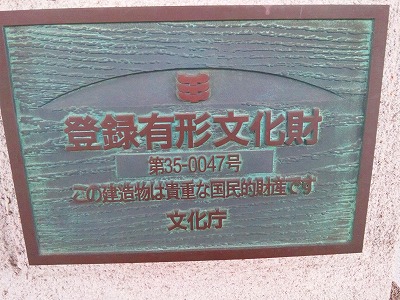 登録有形文化財
第35-0047号
この建造物は貴重な国民的財産です
文化庁